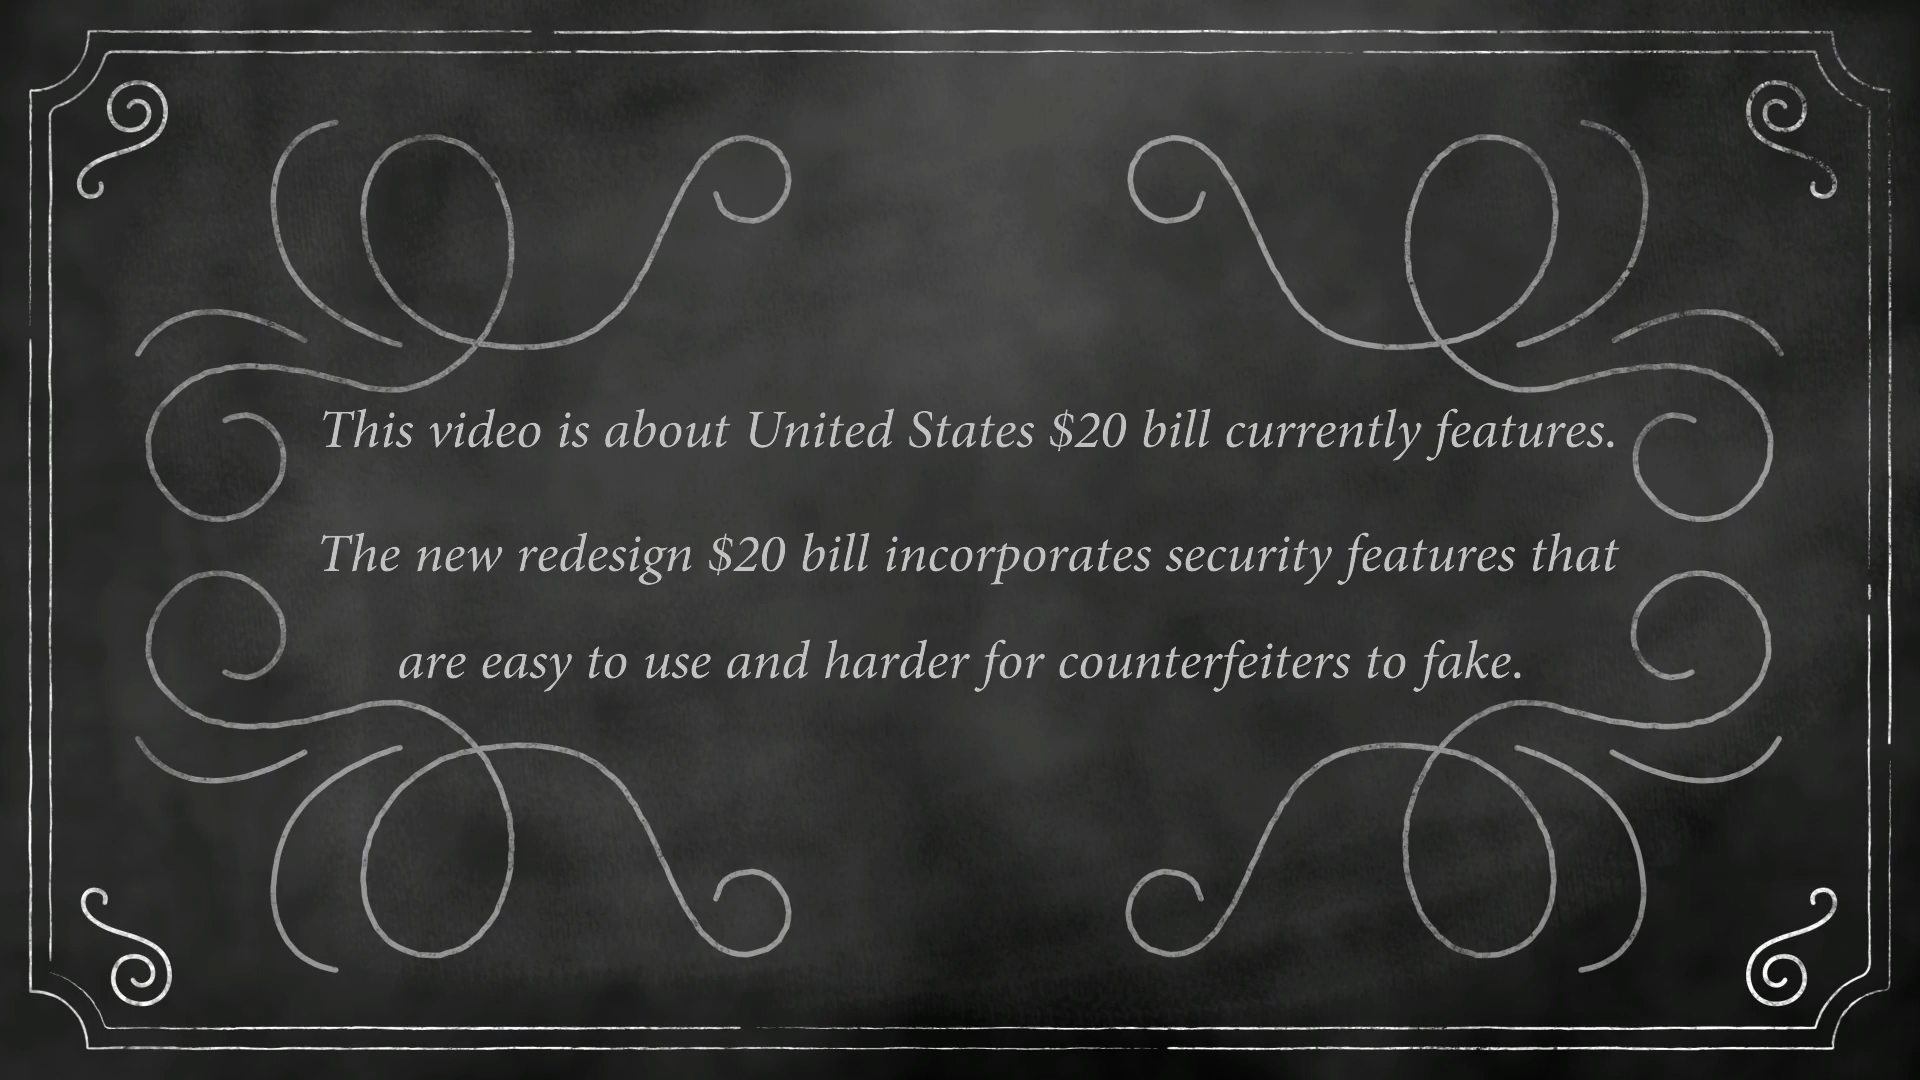 This video is about United States $20 bill currently features.
The new redesign $20 bill incorporates security features that
are easy to use and harder for counterfeiters to fake.